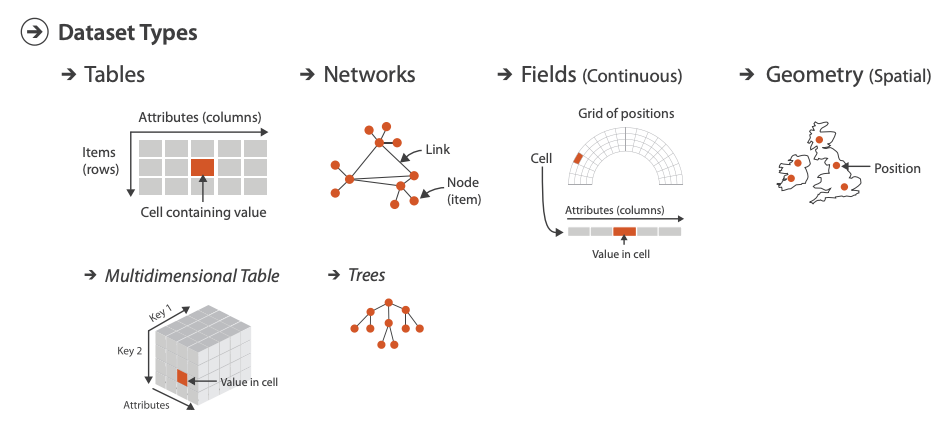 Dataset Types
Tables
Networks
Fields (Continuous)
Geometry (Spatial)
Attributes (columns)
Items
(rows)
Cell containing value
Link
Node
(item)
Grid of positions
Cell
Attributes (columns)
Value in cell
Position
Multidimensional Table
Trees
Key 1
Key 2
Value in cell
Attributes